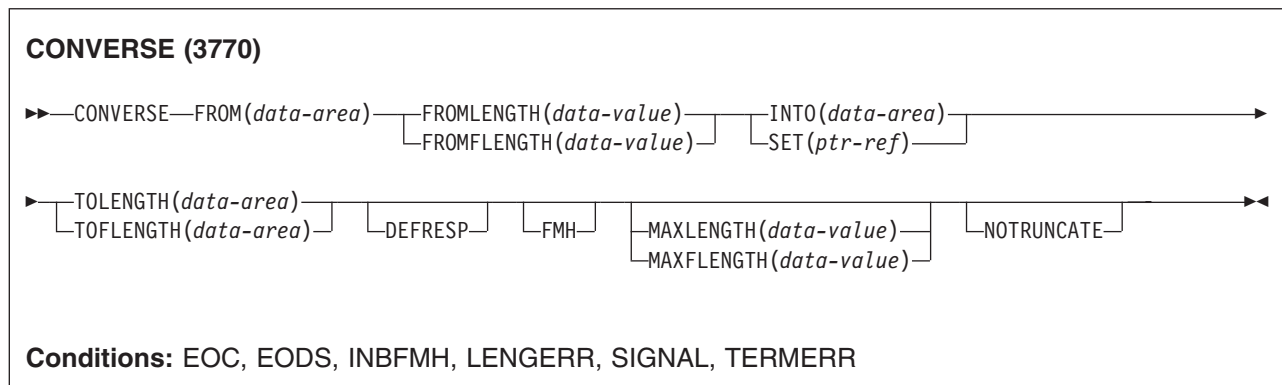 CONVERSE (3770)
CONVERSE FROM(data-area) FROMLENGTH(data-value) INTO(data-area)
FROMFLENGTH(data-value) SET(ptr-ref)
TOLENGTH(data-area)
TOFLENGTH(data-area) DEFRESP FMH MAXLENGTH(data-value) NOTRUNCATE
MAXFLENGTH(data-value)
Conditions: EOC, EODS, INBFMH, LENGERR, SIGNAL, TERMERR